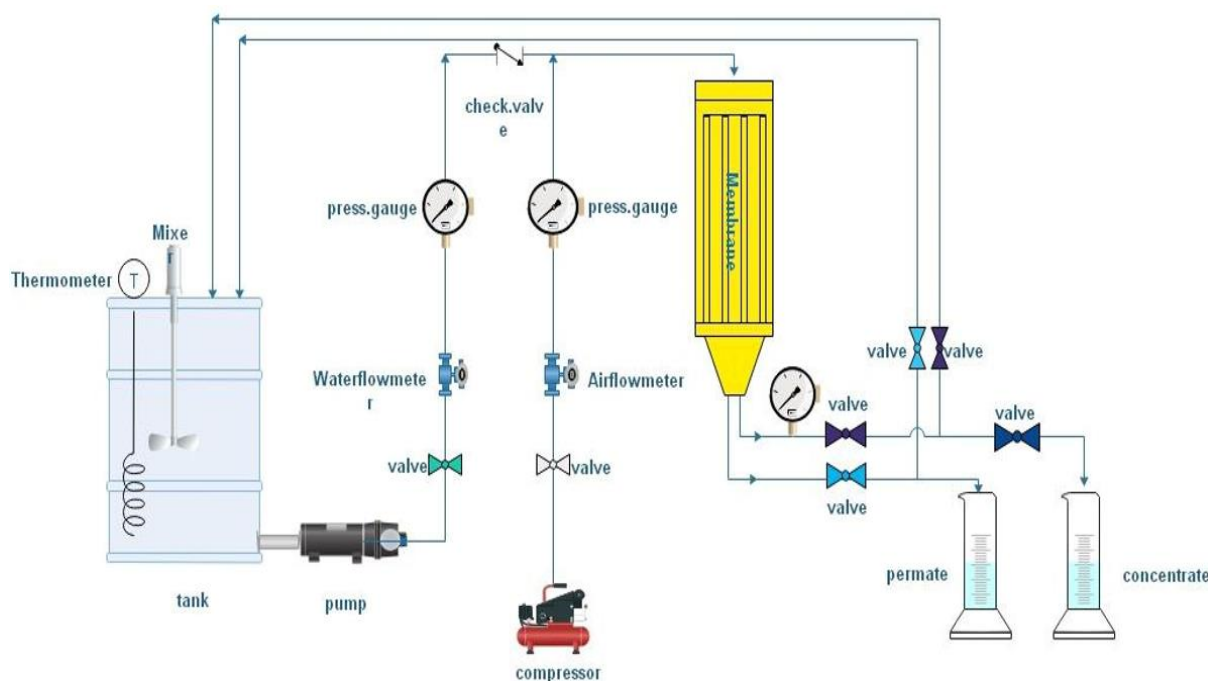 check.valv
e
press.gauge
press.gauge
Mixe
r
Thermometer
T
Membrane
Waterflowmete
r
Airflowmeter
valve
valve
valve
valve
valve
valve
valve
permate
concentrate
tank
pump
compressor